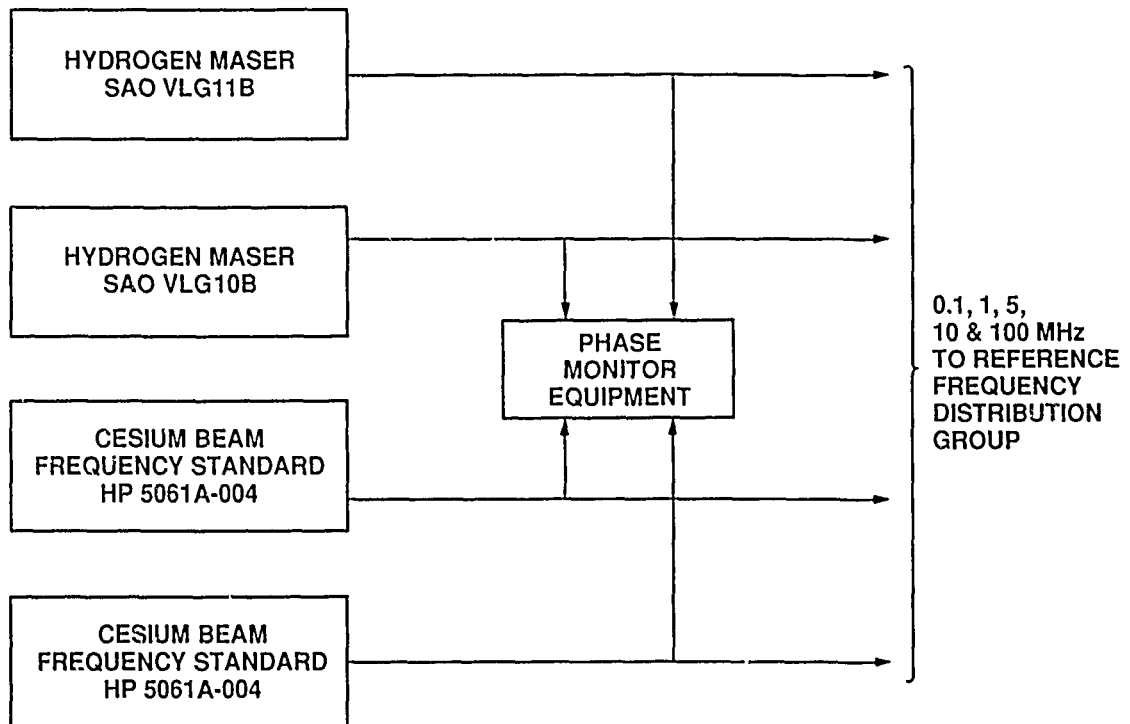 HYDROGEN MASER
SAO VLG11B
HYDROGEN MASER
SAO VLG10B
PHASE
MONITOR
EQUIPMENT
CESIUM BEAM
FREQUENCY STANDARD
HP 5061A-004
CESIUM BEAM
FREQUENCY STANDARD
HP 5061A-004
0.1, 1, 5,
10 & 100 MHz
TO REFERENCE
FREQUENCY
DISTRIBUTION
GROUP